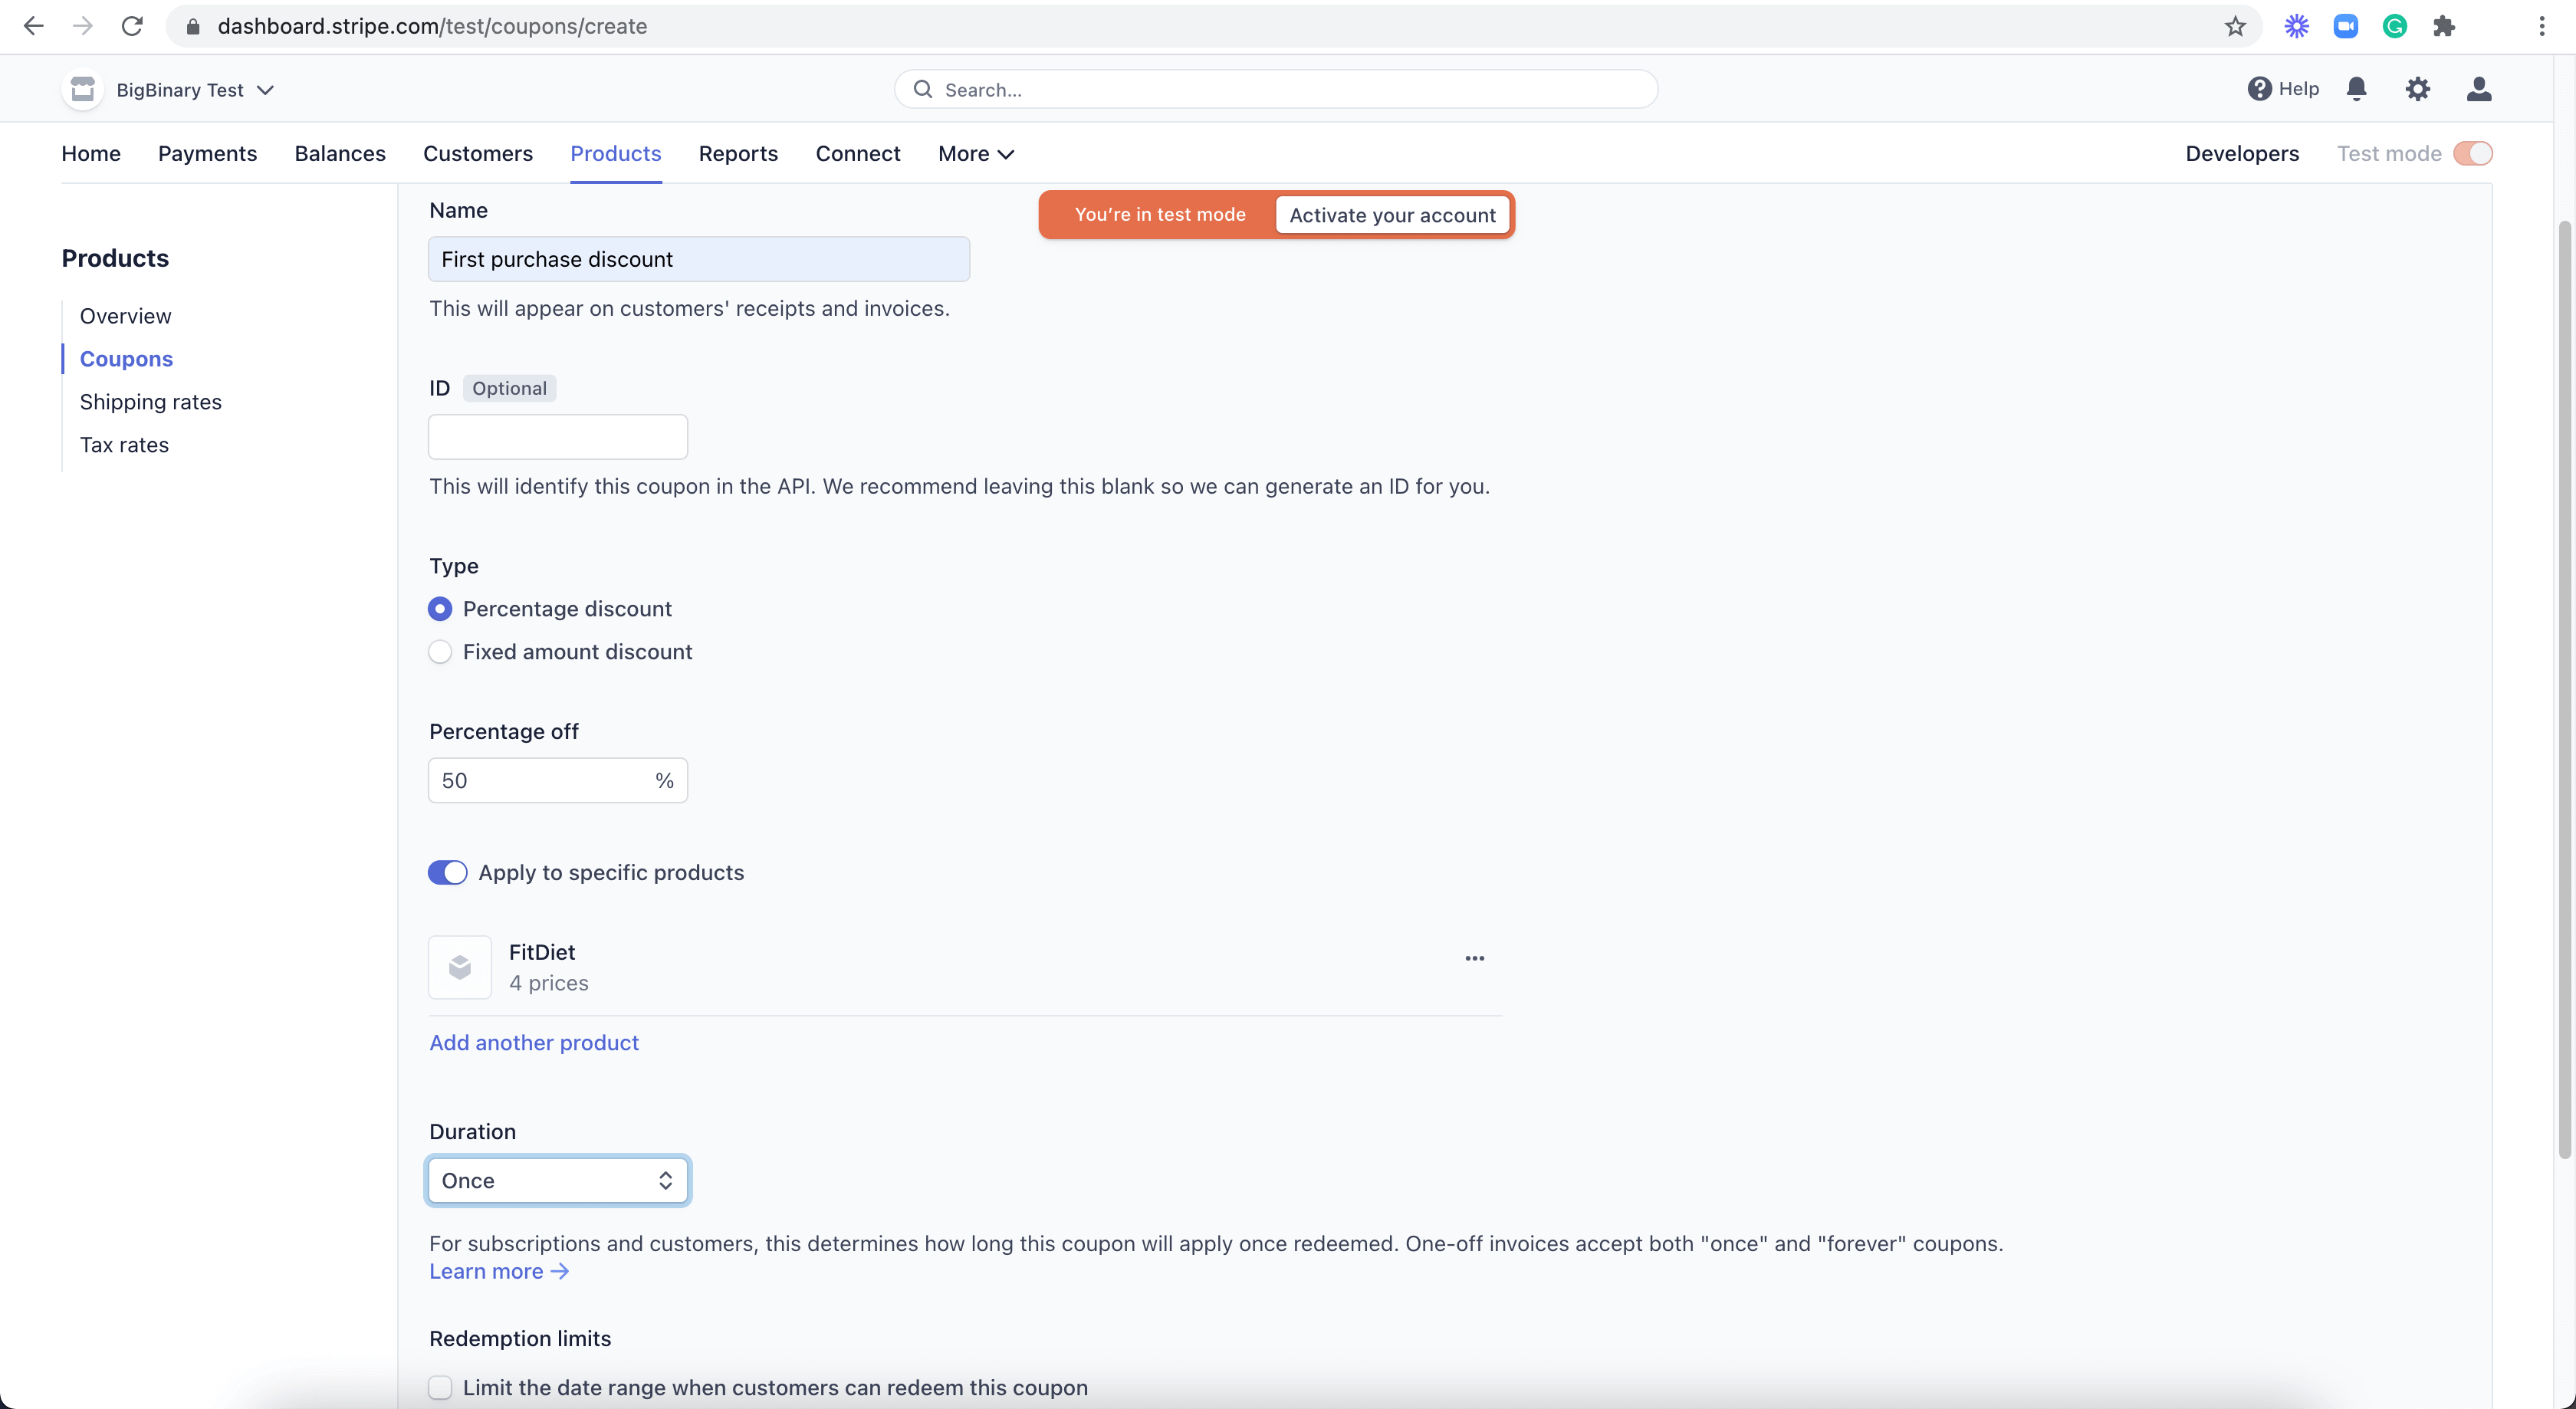 dashboard.stripe.com/test/coupons/create
BigBinary Test
Search...
Help
Home Payments Balances Customers Products Reports Connect More
Developers Test mode
You're in test mode Activate your account
Products
Overview
Coupons
Shipping rates
Tax rates
Name
First purchase discount
This will appear on customers' receipts and invoices.
ID Optional
This will identify this coupon in the API. We recommend leaving this blank so we can generate an ID for you.
Type
Percentage discount
Fixed amount discount
Percentage off
50 %
Apply to specific products
FitDiet
4 prices
Add another product
Duration
Once
For subscriptions and customers, this determines how long this coupon will apply once redeemed. One-off invoices accept both "once" and "forever" coupons.
Learn more →
Redemption limits
Limit the date range when customers can redeem this coupon